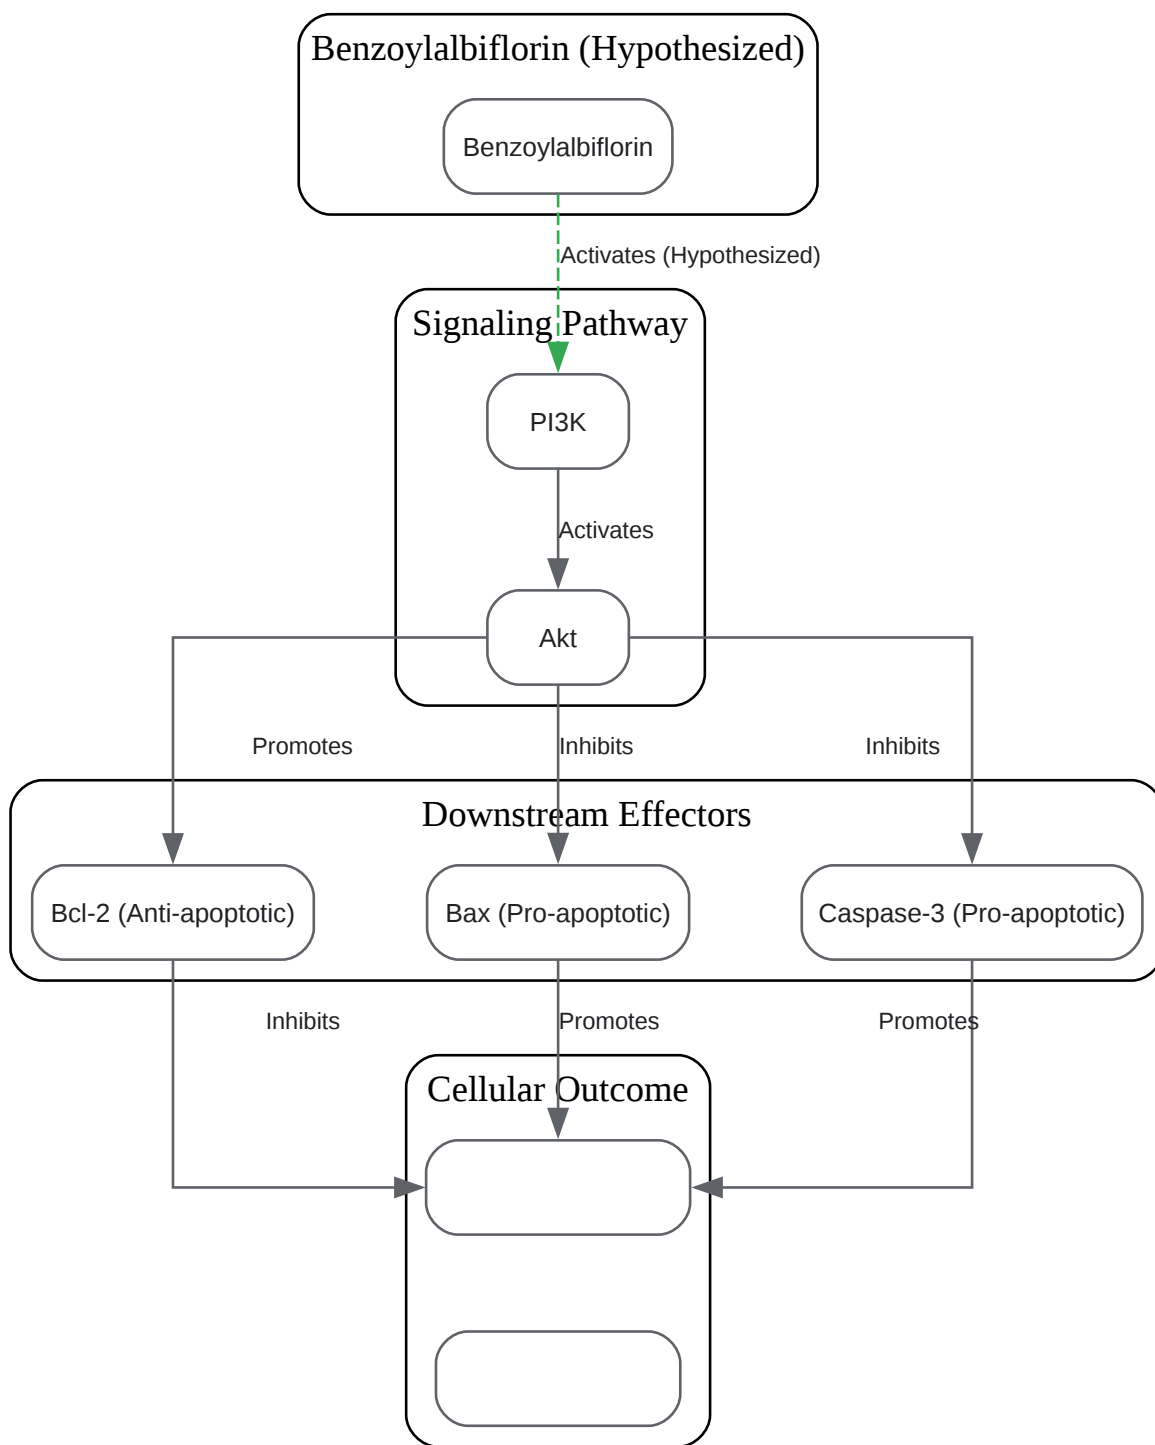 Benzoylalbiflorin (Hypothesized)
Benzoylalbiflorin
Activates (Hypothesized)
Signaling Pathway
PI3K
Activates
Akt
Promotes
Inhibits
Inhibits
Downstream Effectors
Bcl-2 (Anti-apoptotic)
Bax (Pro-apoptotic)
Caspase-3 (Pro-apoptotic)
Inhibits
Promotes
Promotes
Cellular Outcome